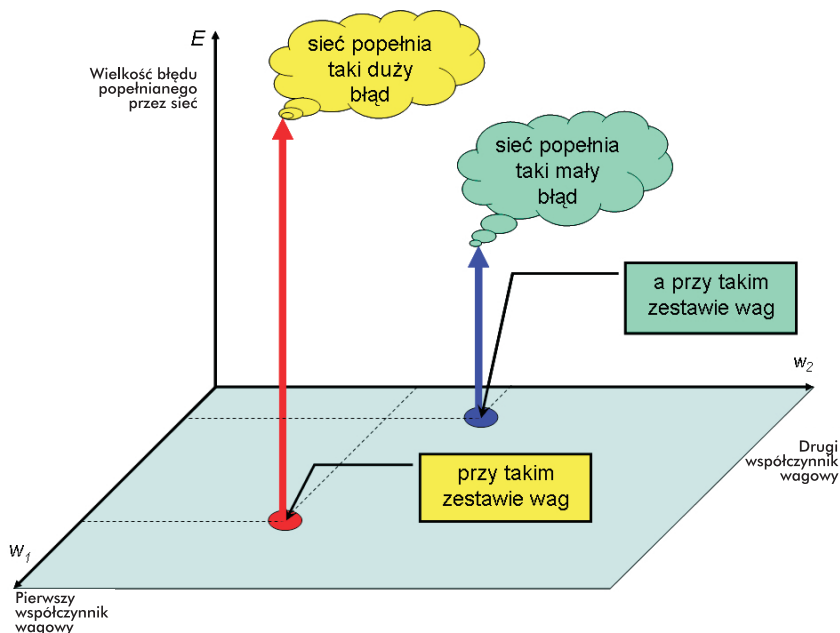 E
Wielkość błędu
popełnianego
przez sieć
sieć popełnia
taki duży
błąd
sieć popełnia
taki mały
błąd
a przy takim
zestawie wag
w2
Drugi
współczynnik
wagowy
przy takim
zestawie wag
w1
Pierwszy
współczynnik
wagowy